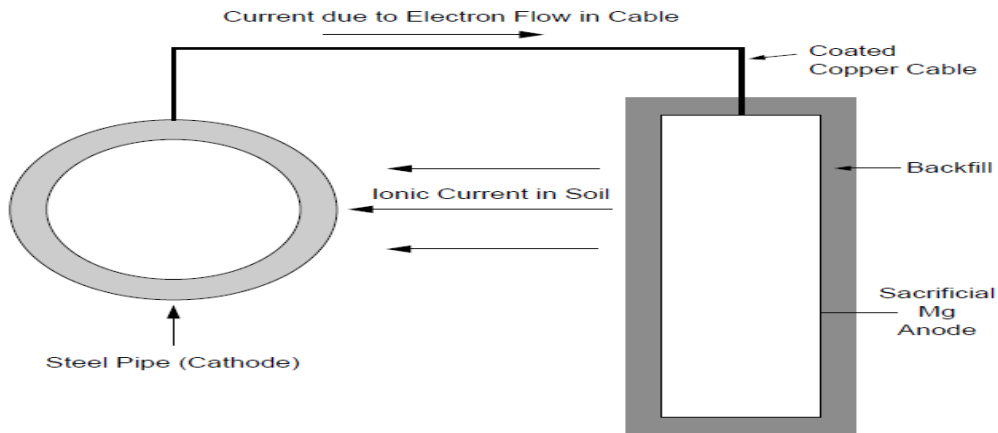 Current due to Electron Flow in Cable
Coated
Copper Cable
Backfill
Ionic Current in Soil
Sacrificial
Mg
Anode
Steel Pipe (Cathode)